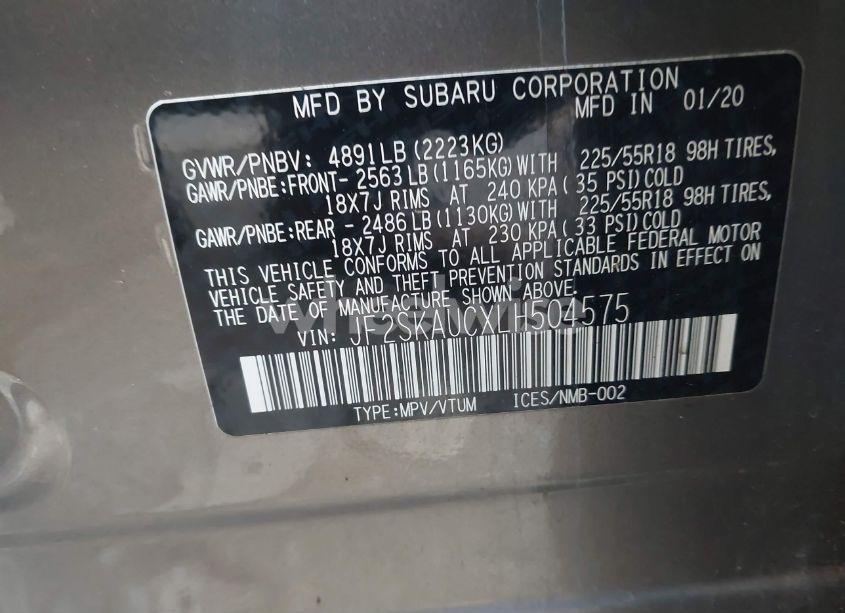 MFD BY SUBARU CORPORATION
MFD IN 01/20
GVWR/PNBV: 4891LB (2223KG)
GAWR/PNBE:FRONT- 2563 LB (1165KG) WITH 225/55R18 98H TIRES,
18X7J RIMS AT 240 KPA ( 35 PSI) COLD
GAWR/PNBE:REAR - 2486 LB (1130KG) WITH 225/55R18 98H TIRES,
18X7J RIMS AT 230 KPA ( 33 PSI) COLD
THIS VEHICLE CONFORMS TO ALL APPLICABLE FEDERAL MOTOR
VEHICLE SAFETY AND THEFT PREVENTION STANDARDS IN EFFECT ON
THE DATE OF MANUFACTURE SHOWN ABOVE.
VIN: JF2SKAUCXLH504575
TYPE:MPV/VTUM ICES/NMB-002